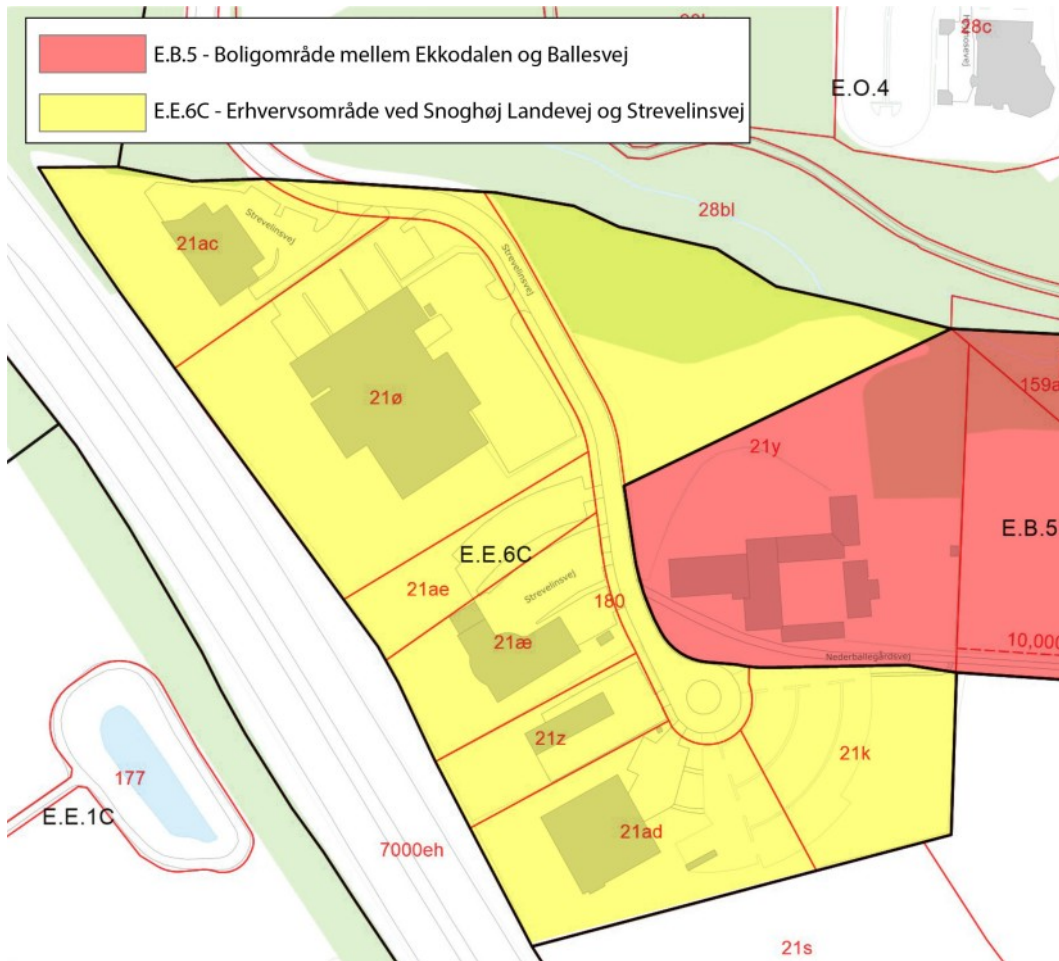 E.B.5 - Boligområde mellem Ekkodalen og Ballesvej
E.E.6C - Erhvervsområde ved Snoghøj Landevej og Strevelinsvej
28c
E.O.4
28bl
21ac
Strevelinsvej
Strevelinsvej
21ø
159a
21y
E.B.5
E.E.6C
21ae
Strevelinsvej
180
21æ
10,000
Nederballegårdsvej
21z
21k
177
E.E.1C
21ad
7000eh
21s